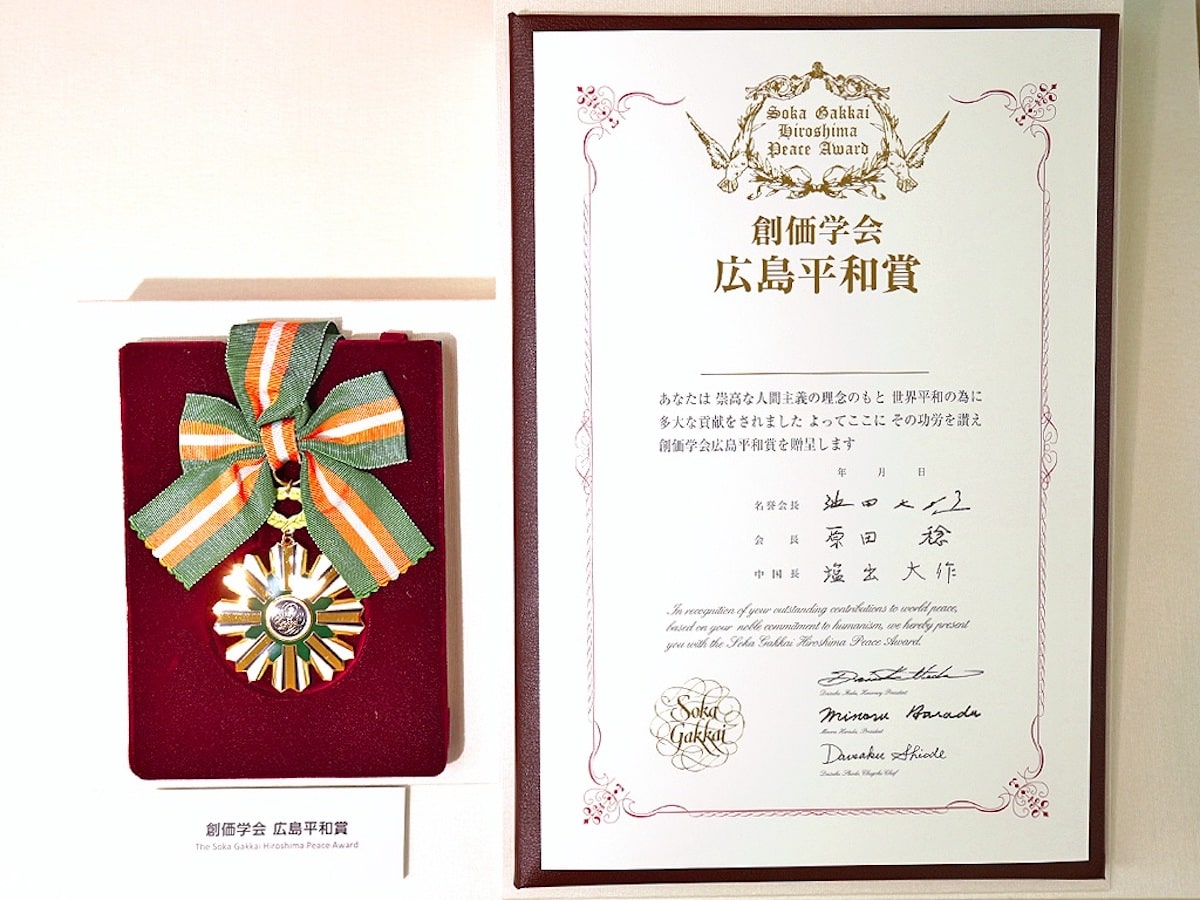 Soka Gakkai
Hiroshima
Peace Award
創価学会
広島平和賞
あなたは 崇高な人間主義の理念のもと 世界平和の為に
多大な貢献をされました よってここに その功労を讃え
創価学会広島平和賞を贈呈します
年 月 日
名誉会長 池田大作
会 長 原田 稔
中国長 塩出 大作
In recognition of your outstanding contributions to world peace,
based on your noble commitment to humanism, we hereby present
you with the Soka Gakkai Hiroshima Peace Award.
Daisaku Ikeda
Daisaku Ikeda, Honorary President
Minoru Harada
Minoru Harada, President
Daisaku Shiode
Daisaku Shiode, Chugoku Chief
Soka
Gakkai
創価学会 広島平和賞
The Soka Gakkai Hiroshima Peace Award